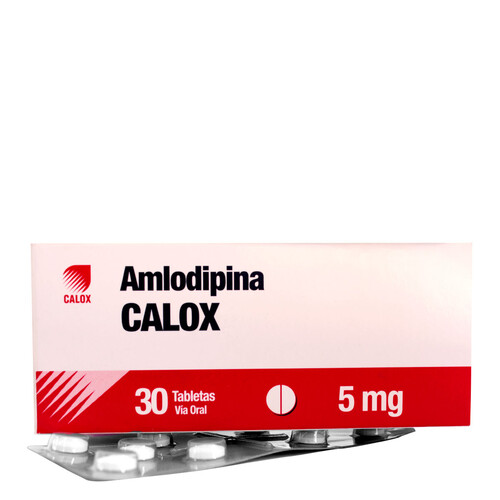 CALOX
Amlodipina
CALOX
30 Tabletas
Vía Oral
5 mg